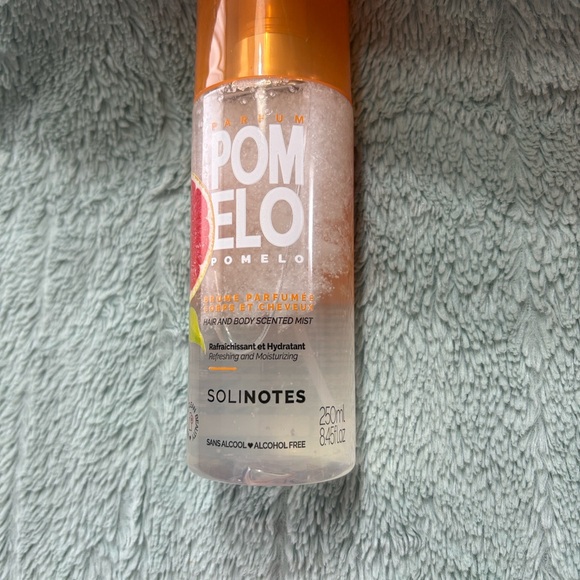 PARFUM
POM
ELO
POMELO
BRUME PARFUMÉE
CORPS ET CHEVEUX
HAIR AND BODY SCENTED MIST
Rafraîchissant et Hydratant
Refreshing and Moisturizing
SOLINOTES
250ml
8.45fl.oz
SANS ALCOOL ♥ ALCOHOL FREE